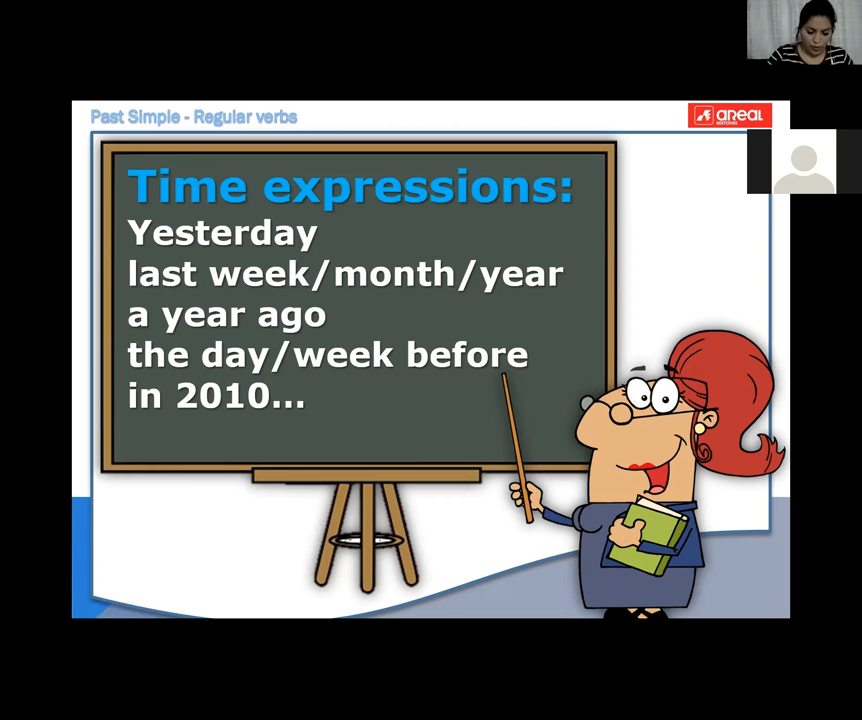 Past Simple - Regular verbs
areal
editores
Time expressions:
Yesterday
last week/month/year
a year ago
the day/week before
in 2010...